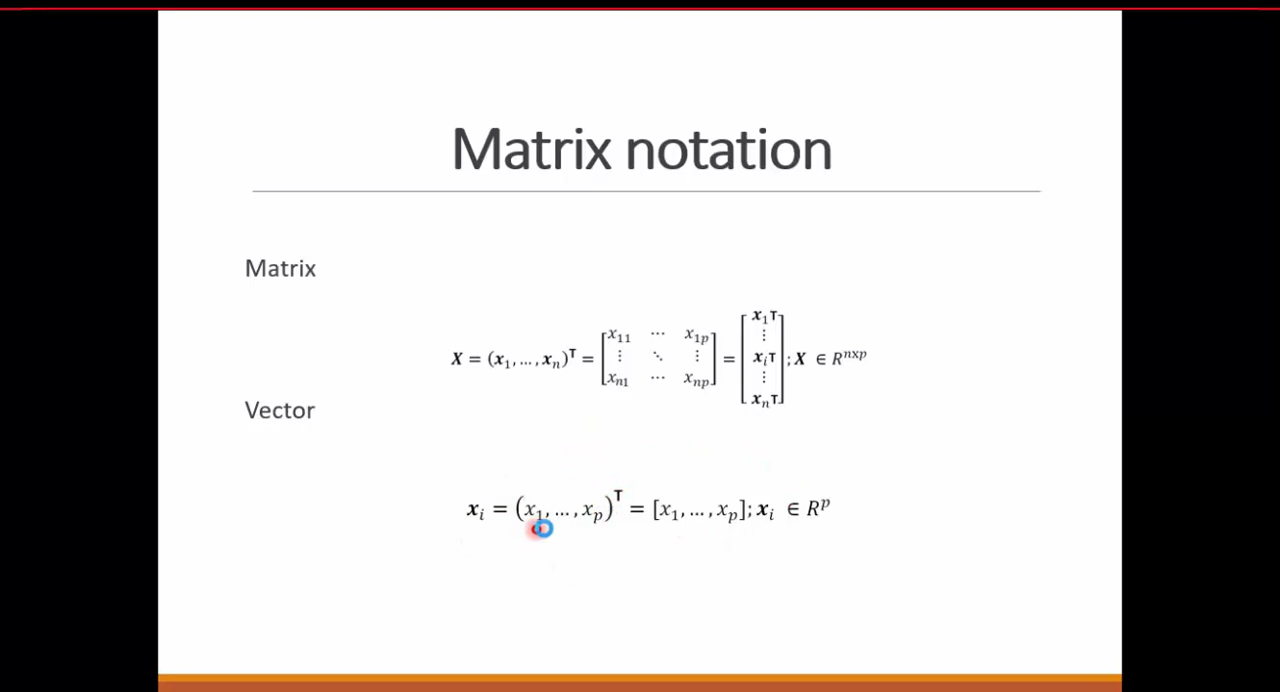 Matrix notation
Matrix
X = (x₁, … , xₙ)ᵀ = [x₁₁ ⋯ x₁ₚ ⋮ ⋱ ⋮ xₙ₁ ⋯ xₙₚ] = [x₁ᵀ ⋮ xᵢᵀ ⋮ xₙᵀ] ; X ∈ Rⁿˣᵖ
Vector
xᵢ = (x₁, … , xₚ)ᵀ = [x₁, … , xₚ]; xᵢ ∈ Rᵖ